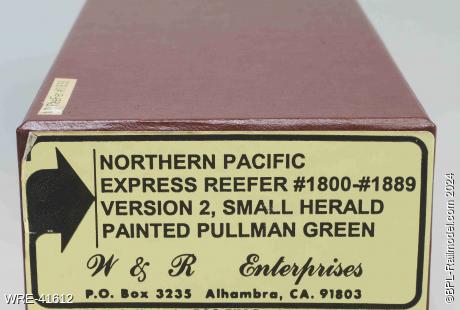 NORTHERN PACIFIC
EXPRESS REEFER #1800-#1889
VERSION 2, SMALL HERALD
PAINTED PULLMAN GREEN
W & R Enterprises
P.O. Box 3235 Alhambra, CA. 91803
WRE-41612
©BPL-Railmodel.com 2024